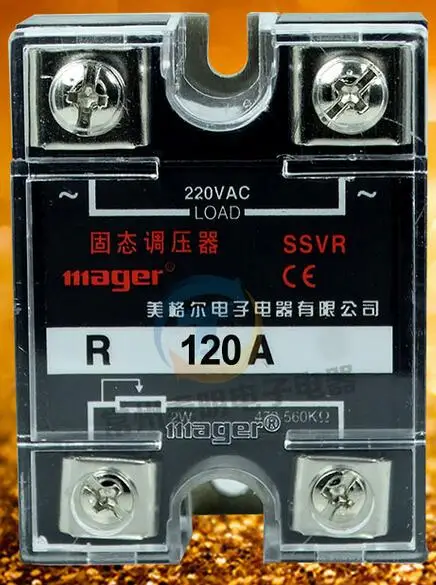 ~ 220VAC ~
LOAD
固态调压器 SSVR
mager® CE
美格尔电子电器有限公司
R 120A
2W 470-560KΩ
mager®